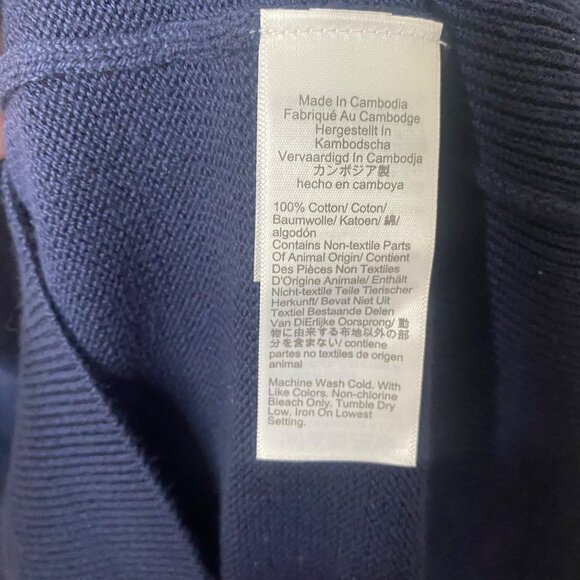 Made In Cambodia
Fabriqué Au Cambodge
Hergestellt In
Kambodscha
Vervaardigd In Cambodja
カンボジア製
hecho en camboya
100% Cotton/ Coton/
Baumwolle/ Katoen/ 綿/
algodón
Contains Non-textile Parts
Of Animal Origin/ Contient
Des Pièces Non Textiles
D'Origine Animale/ Enthält
Nicht-textile Teile Tierischer
Herkunft/ Bevat Niet Uit
Textiel Bestaande Delen
Van DiErlijke Oorsprong/ 動
物に由来する布地以外の部
分を含まない/ contiene
partes no textiles de origen
animal
Machine Wash Cold. With
Like Colors. Non-chlorine
Bleach Only. Tumble Dry
Low. Iron On Lowest
Setting.